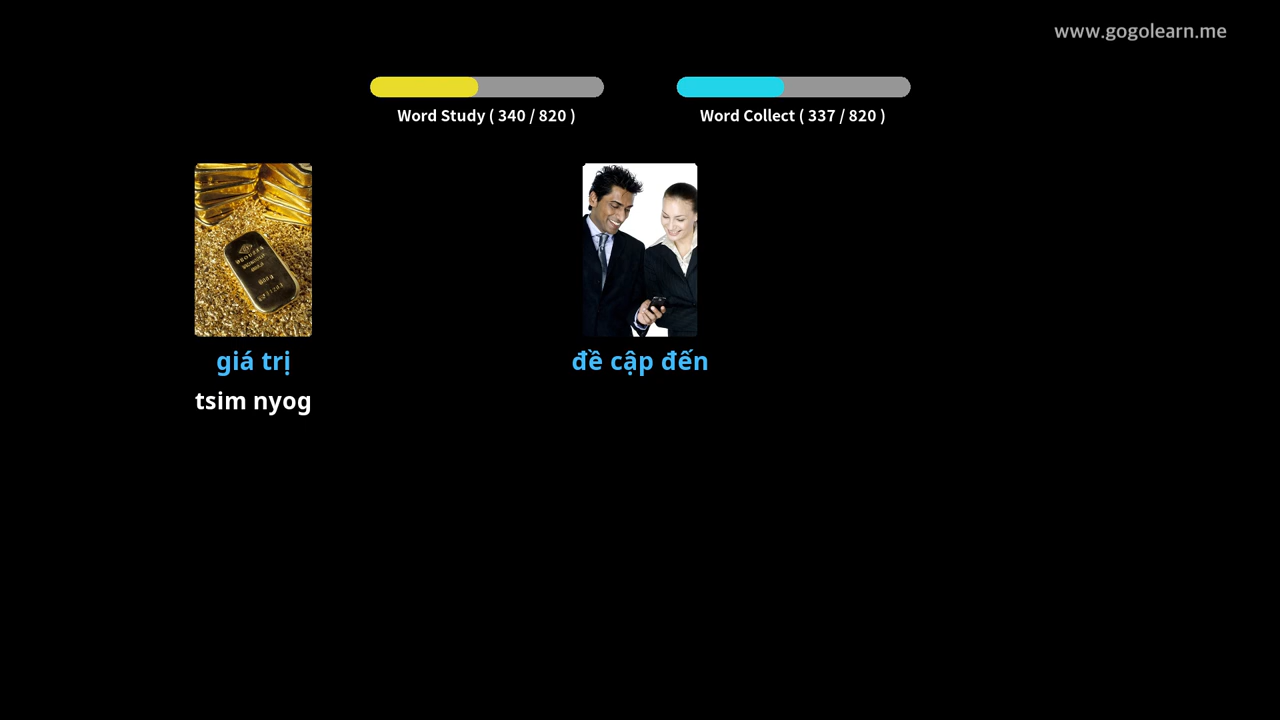 www.gogolearn.me
Word Study ( 340 / 820 )
Word Collect ( 337 / 820 )
giá trị
đề cập đến
tsim nyog